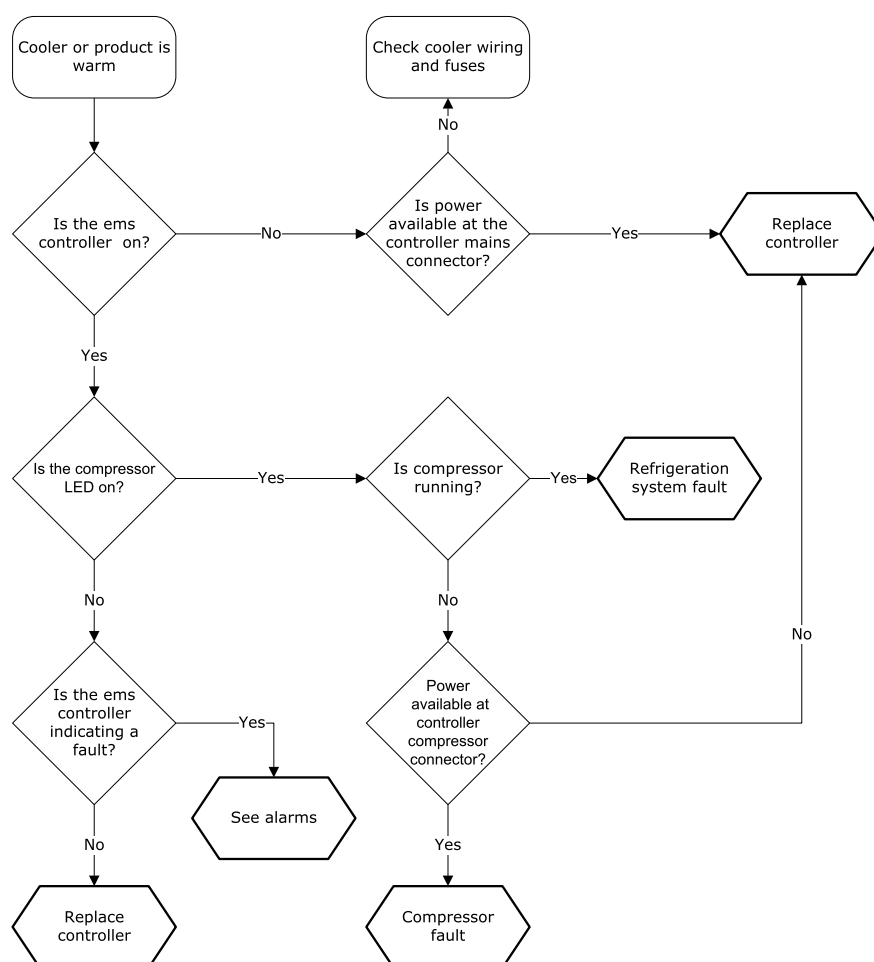 Cooler or product is
warm
Check cooler wiring
and fuses
No
Is the ems
controller on?
No
Is power
available at the
controller mains
connector?
Yes
Replace
controller
Yes
Is the compressor
LED on?
Yes
Is compressor
running?
Yes
Refrigeration
system fault
No
No
No
Is the ems
controller
indicating a
fault?
Yes
Power
available at
controller
compressor
connector?
See alarms
No
Yes
Replace
controller
Compressor
fault